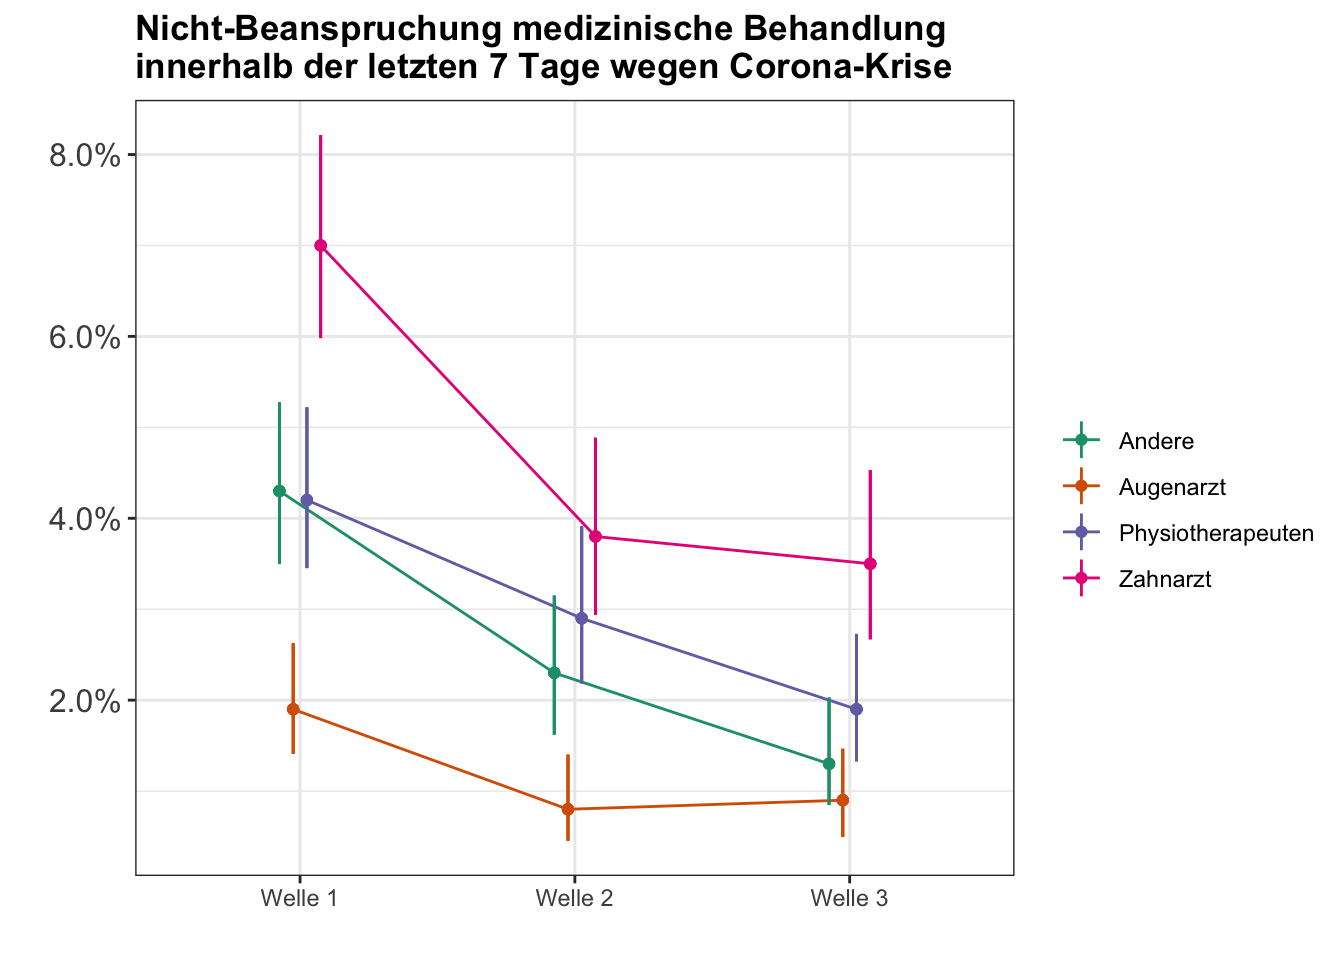 Nicht-Beanspruchung medizinische Behandlung
innerhalb der letzten 7 Tage wegen Corona-Krise
8.0%
6.0%
4.0%
2.0%
Welle 1
Welle 2
Welle 3
Andere
Augenarzt
Physiotherapeuten
Zahnarzt